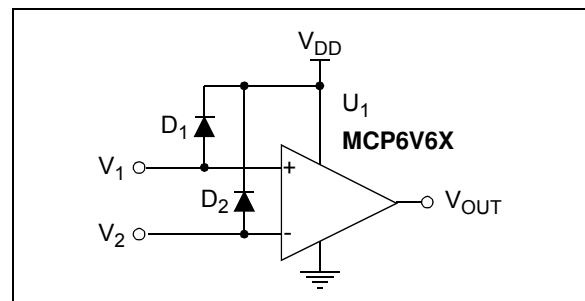 V_DD
U_1
D_1
MCP6V6X
V_1
+
D_2
V_OUT
V_2
-